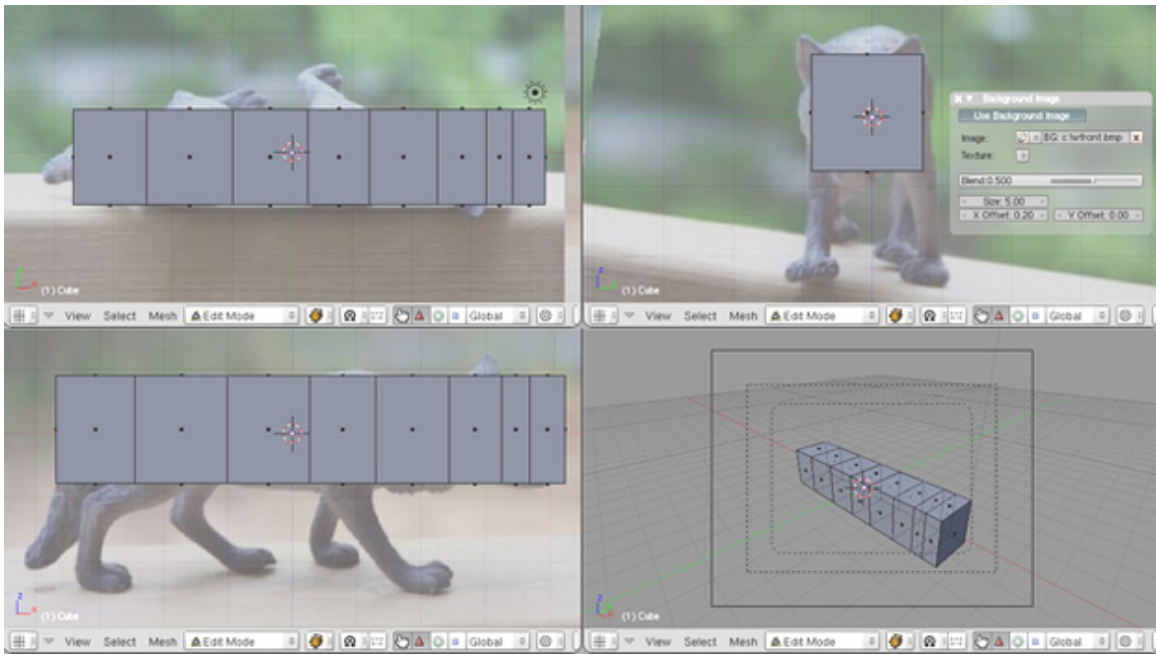 Background Image
Use Background Image
Image:
BG: c:\wrfront.bmp
X
Texture:
Blend:0.500
Size: 5.00
X Offset: 0.20
Y Offset: 0.00
(1) Cube
(1) Cube
View Select Mesh Edit Mode Global
View Select Mesh Edit Mode Global
(1) Cube
(1) Cube
View Select Mesh Edit Mode Global
View Select Mesh Edit Mode Global